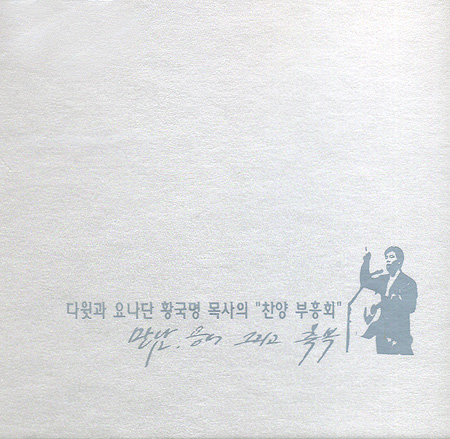 다윗과 요나단 황국명 목사의 "찬양 부흥회"
만남. 용서 그리고 축복